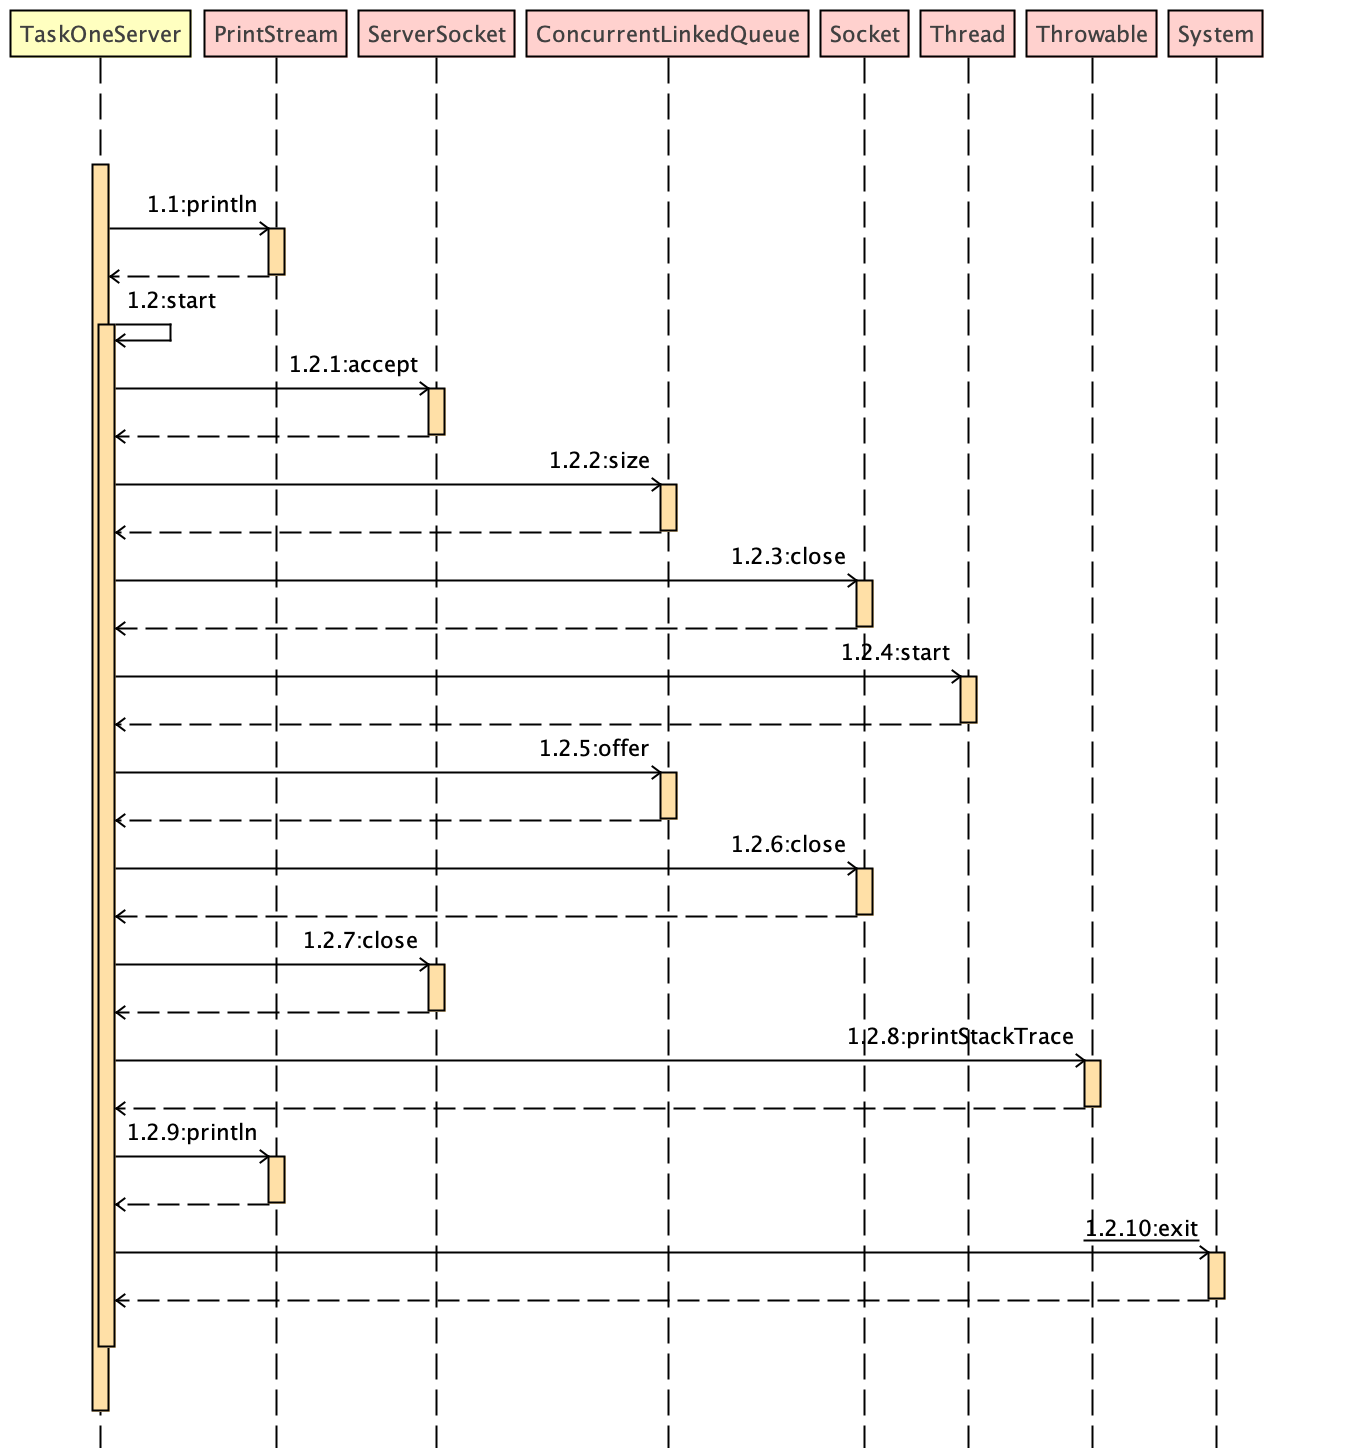 TaskOneServer PrintStream ServerSocket ConcurrentLinkedQueue Socket Thread Throwable System
1.1:println
1.2:start
1.2.1:accept
1.2.2:size
1.2.3:close
1.2.4:start
1.2.5:offer
1.2.6:close
1.2.7:close
1.2.8:printStackTrace
1.2.9:println
1.2.10:exit